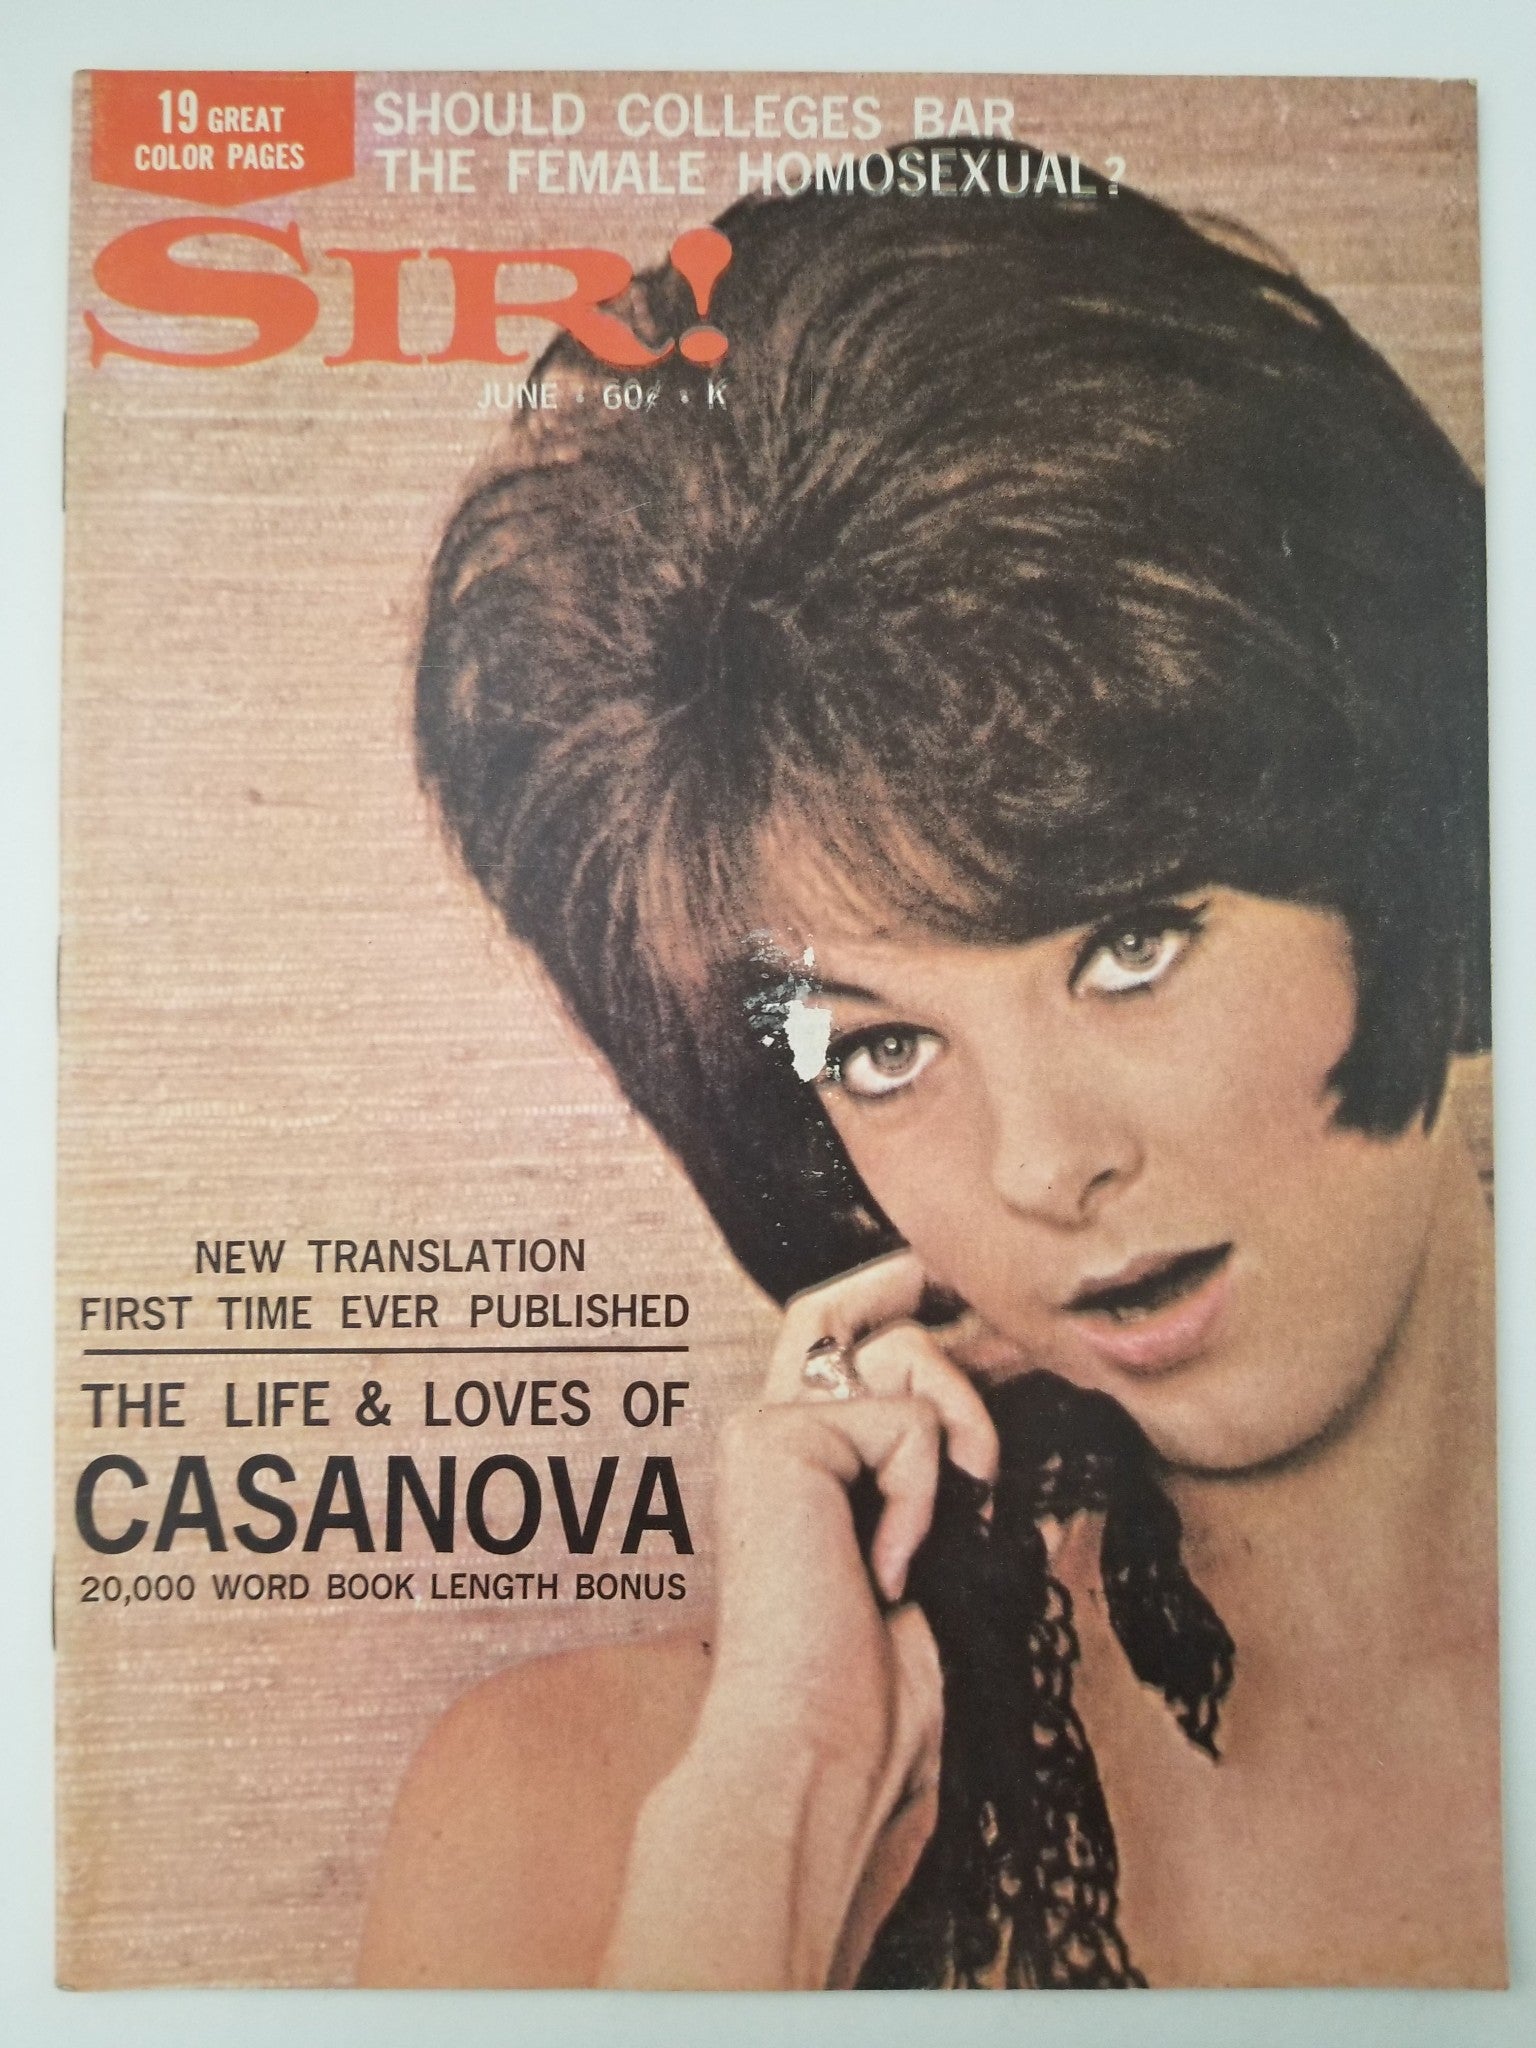 19 GREAT
COLOR PAGES
SHOULD COLLEGES BAR
THE FEMALE HOMOSEXUAL?
SIR!
JUNE • 60¢ • K
NEW TRANSLATION
FIRST TIME EVER PUBLISHED
THE LIFE & LOVES OF
CASANOVA
20,000 WORD BOOK LENGTH BONUS